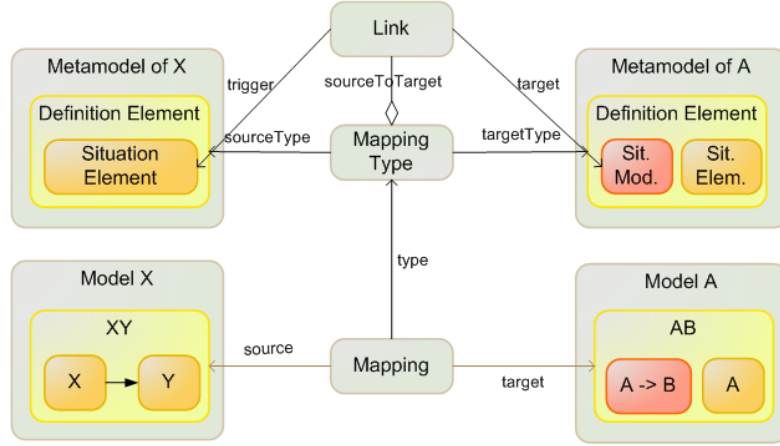 Link
Metamodel of X
Metamodel of A
trigger
sourceToTarget
target
Definition Element
Definition Element
sourceType
targetType
Situation
Element
Mapping
Type
Sit.
Mod.
Sit.
Elem.
type
Model X
Model A
XY
AB
source
Mapping
target
X
Y
A -> B
A